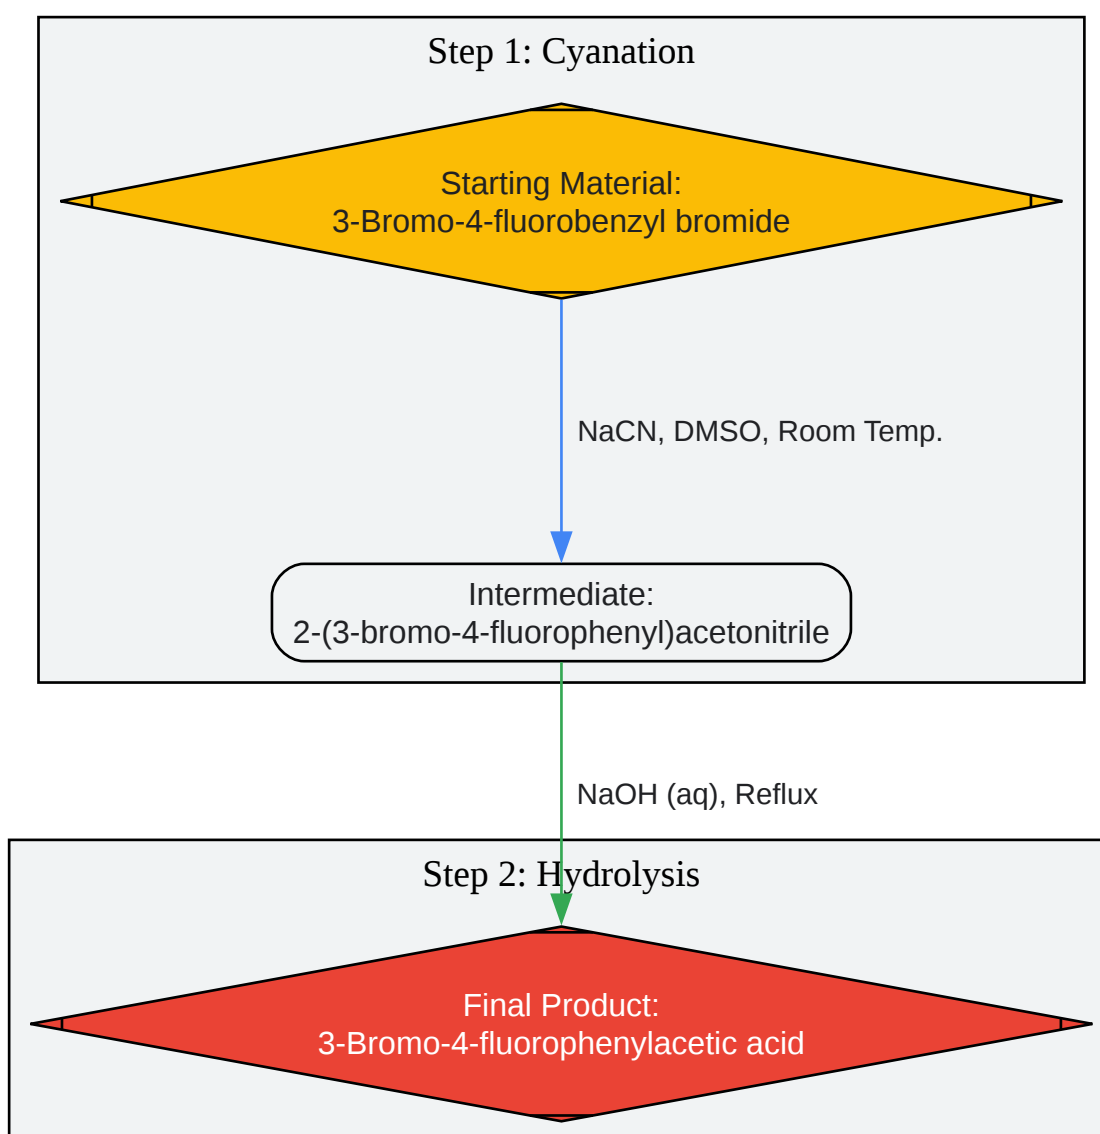 Step 1: Cyanation
Starting Material:
3-Bromo-4-fluorobenzyl bromide
NaCN, DMSO, Room Temp.
Intermediate:
2-(3-bromo-4-fluorophenyl)acetonitrile
NaOH (aq), Reflux
Step 2: Hydrolysis
Final Product:
3-Bromo-4-fluorophenylacetic acid